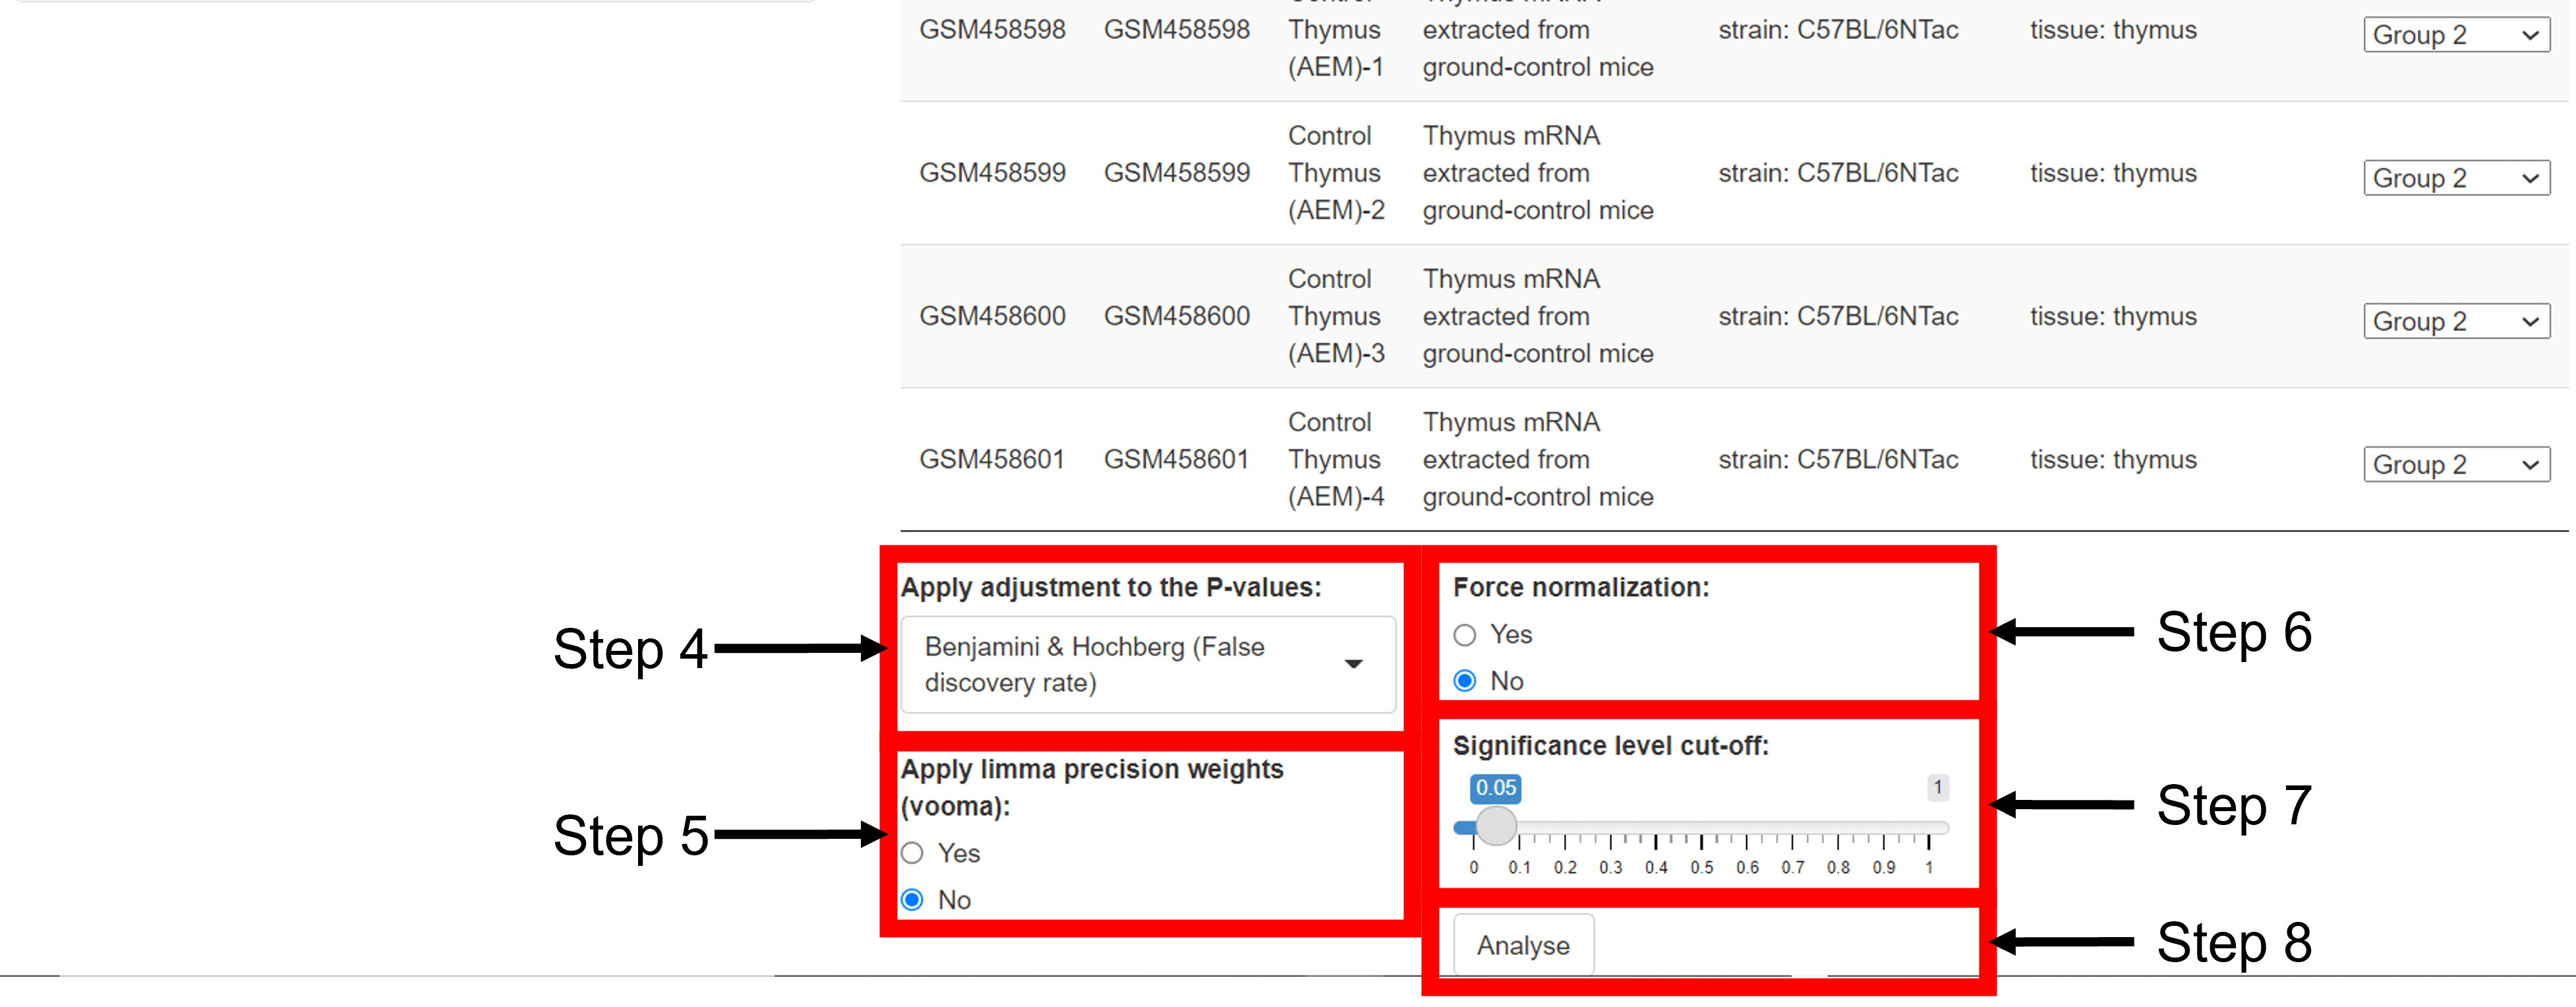 Control Thymus mRNA
GSM458598 GSM458598 Thymus extracted from strain: C57BL/6NTac tissue: thymus Group 2
(AEM)-1 ground-control mice
Control Thymus mRNA
GSM458599 GSM458599 Thymus extracted from strain: C57BL/6NTac tissue: thymus Group 2
(AEM)-2 ground-control mice
Control Thymus mRNA
GSM458600 GSM458600 Thymus extracted from strain: C57BL/6NTac tissue: thymus Group 2
(AEM)-3 ground-control mice
Control Thymus mRNA
GSM458601 GSM458601 Thymus extracted from strain: C57BL/6NTac tissue: thymus Group 2
(AEM)-4 ground-control mice
Step 4
Apply adjustment to the P-values:
Benjamini & Hochberg (False
discovery rate)
Step 5
Apply limma precision weights
(vooma):
Yes
No
Force normalization:
Yes
No
Step 6
Significance level cut-off:
0.05 1
0 0.1 0.2 0.3 0.4 0.5 0.6 0.7 0.8 0.9 1
Step 7
Analyse
Step 8